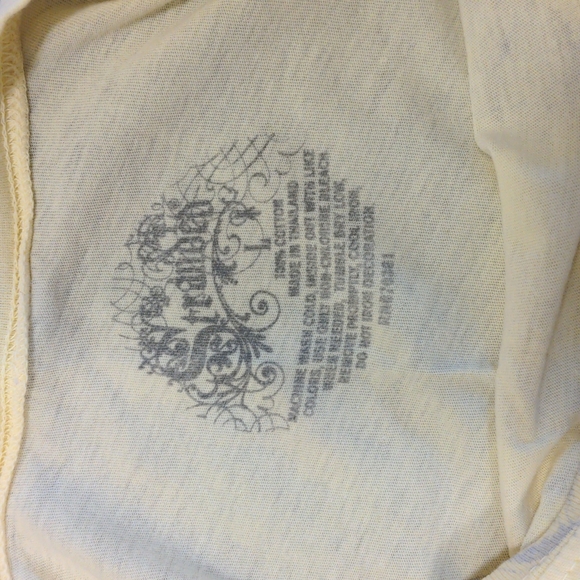 Stranded
L
100% COTTON
MADE IN THAILAND
MACHINE WASH COLD, INSIDE OUT WITH LIKE
COLORS, USE ONLY NON-CHLORINE BLEACH
WHEN NEEDED. TUMBLE DRY LOW,
REMOVE PROMPTLY, COOL IRON,
DO NOT IRON DECORATION